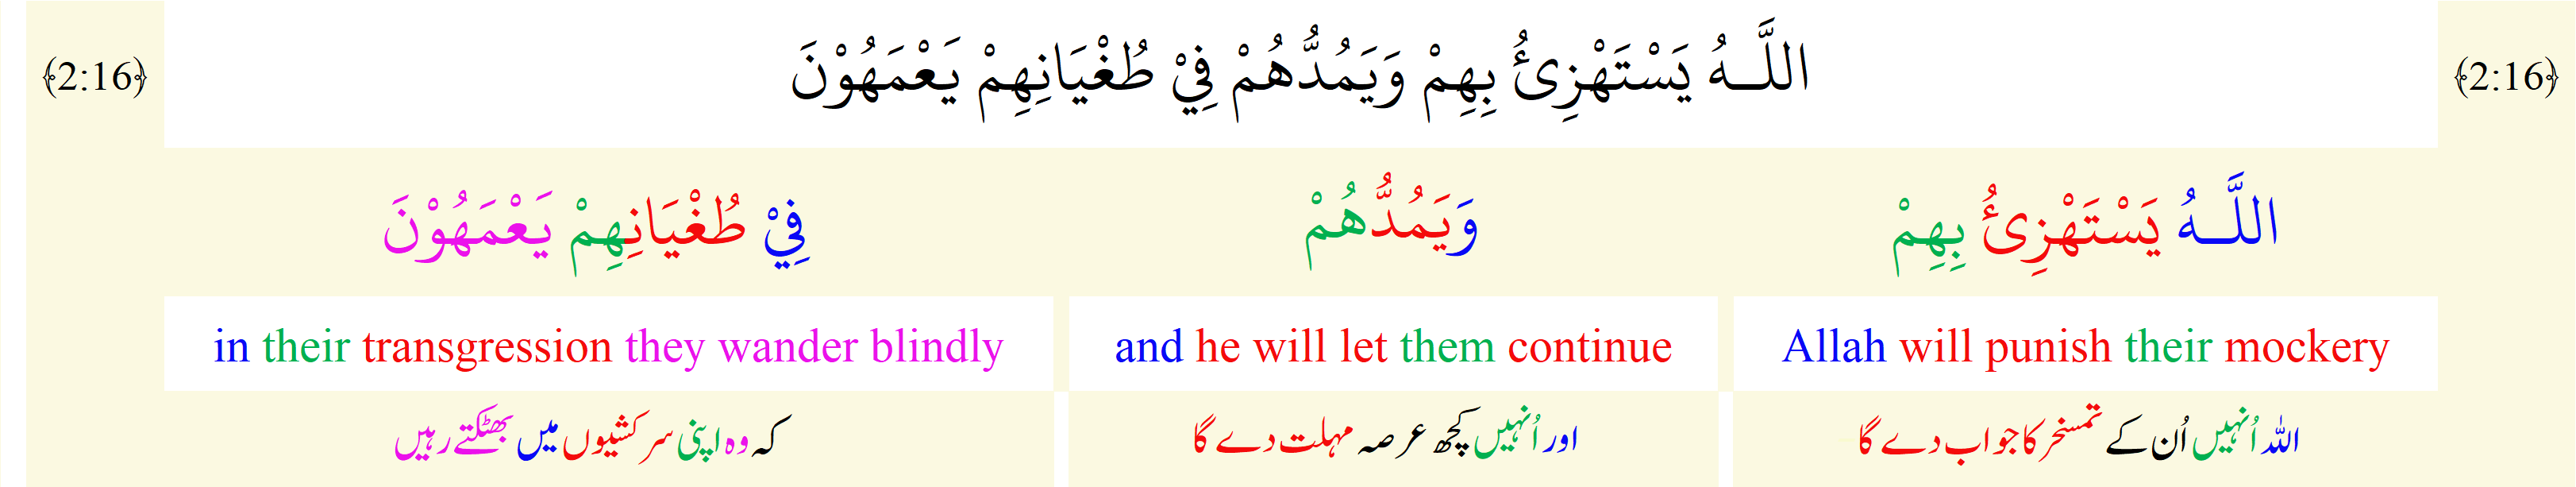 ﴿2:16﴾ اللَّـهُ يَسْتَهْزِئُ بِهِمْ وَيَمُدُّهُمْ فِيْ طُغْيَانِهِمْ يَعْمَهُوْنَ ﴿2:16﴾
اللَّـهُ يَسْتَهْزِئُ بِهِمْ وَيَمُدُّهُمْ فِيْ طُغْيَانِهِمْ يَعْمَهُوْنَ
in their transgression they wander blindly and he will let them continue Allah will punish their mockery
اللہ اُنہیں اُن کے تمسخر کا جواب دے گا اور اُنہیں کچھ عرصہ مہلت دے گا کہ وہ اپنی سرکشیوں میں بھٹکتے رہیں